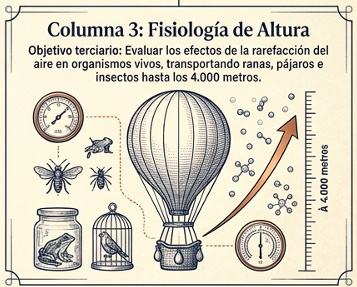 Columna 3: Fisiología de Altura
Objetivo terciario: Evaluar los efectos de la rarefacción del
aire en organismos vivos, transportando ranas, pájaros e
insectos hasta los 4.000 metros.
À 4.000 metros